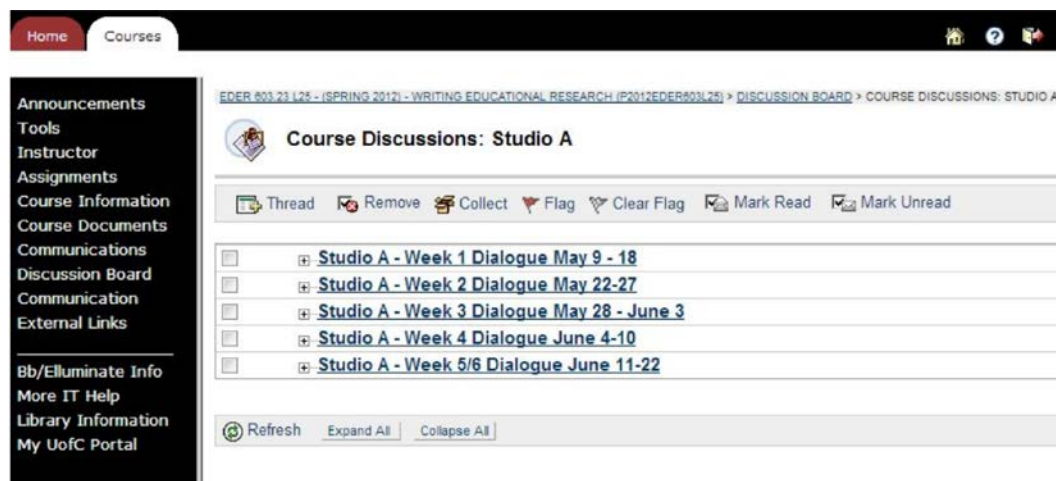 Home Courses
Announcements
Tools
Instructor
Assignments
Course Information
Course Documents
Communications
Discussion Board
Communication
External Links
Bb/Elluminate Info
More IT Help
Library Information
My UofC Portal
EDER 603.23 L25 - (SPRING 2012) - WRITING EDUCATIONAL RESEARCH (P2012EDER603L25) > DISCUSSION BOARD > COURSE DISCUSSIONS: STUDIO A
Course Discussions: Studio A
Thread Remove Collect Flag Clear Flag Mark Read Mark Unread
Studio A - Week 1 Dialogue May 9 - 18
Studio A - Week 2 Dialogue May 22-27
Studio A - Week 3 Dialogue May 28 - June 3
Studio A - Week 4 Dialogue June 4-10
Studio A - Week 5/6 Dialogue June 11-22
Refresh Expand All Collapse All